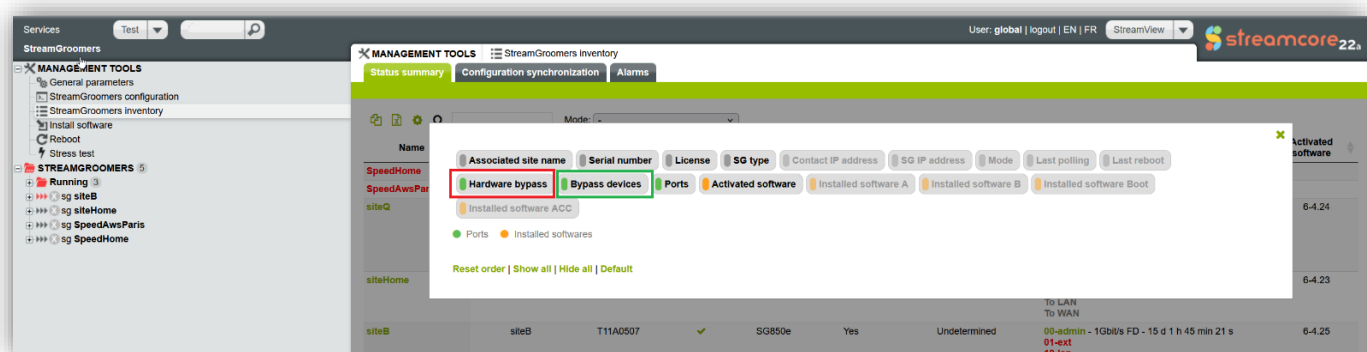 Services
Test
User: global | logout | EN | FR
StreamView
streamcore22a
StreamGroomers
MANAGEMENT TOOLS
StreamGroomers inventory
MANAGEMENT TOOLS
General parameters
StreamGroomers configuration
StreamGroomers inventory
Install software
Reboot
Stress test
STREAMGROOMERS 5
Running 3
sg siteB
sg siteHome
sg SpeedAwsParis
sg SpeedHome
Status summary
Configuration synchronization
Alarms
Mode: -
Name
Activated
software
SpeedHome
SpeedAwsPar
siteQ
6-4.24
Associated site name
Serial number
License
SG type
Contact IP address
SG IP address
Mode
Last polling
Last reboot
Hardware bypass
Bypass devices
Ports
Activated software
Installed software A
Installed software B
Installed software Boot
Installed software ACC
Ports
Installed softwares
Reset order | Show all | Hide all | Default
siteHome
6-4.23
To LAN
To WAN
siteB
siteB
T11A0507
SG850e
Yes
Undetermined
00-admin - 1Gbit/s FD - 15 d 1 h 45 min 21 s
6-4.25
01-ext